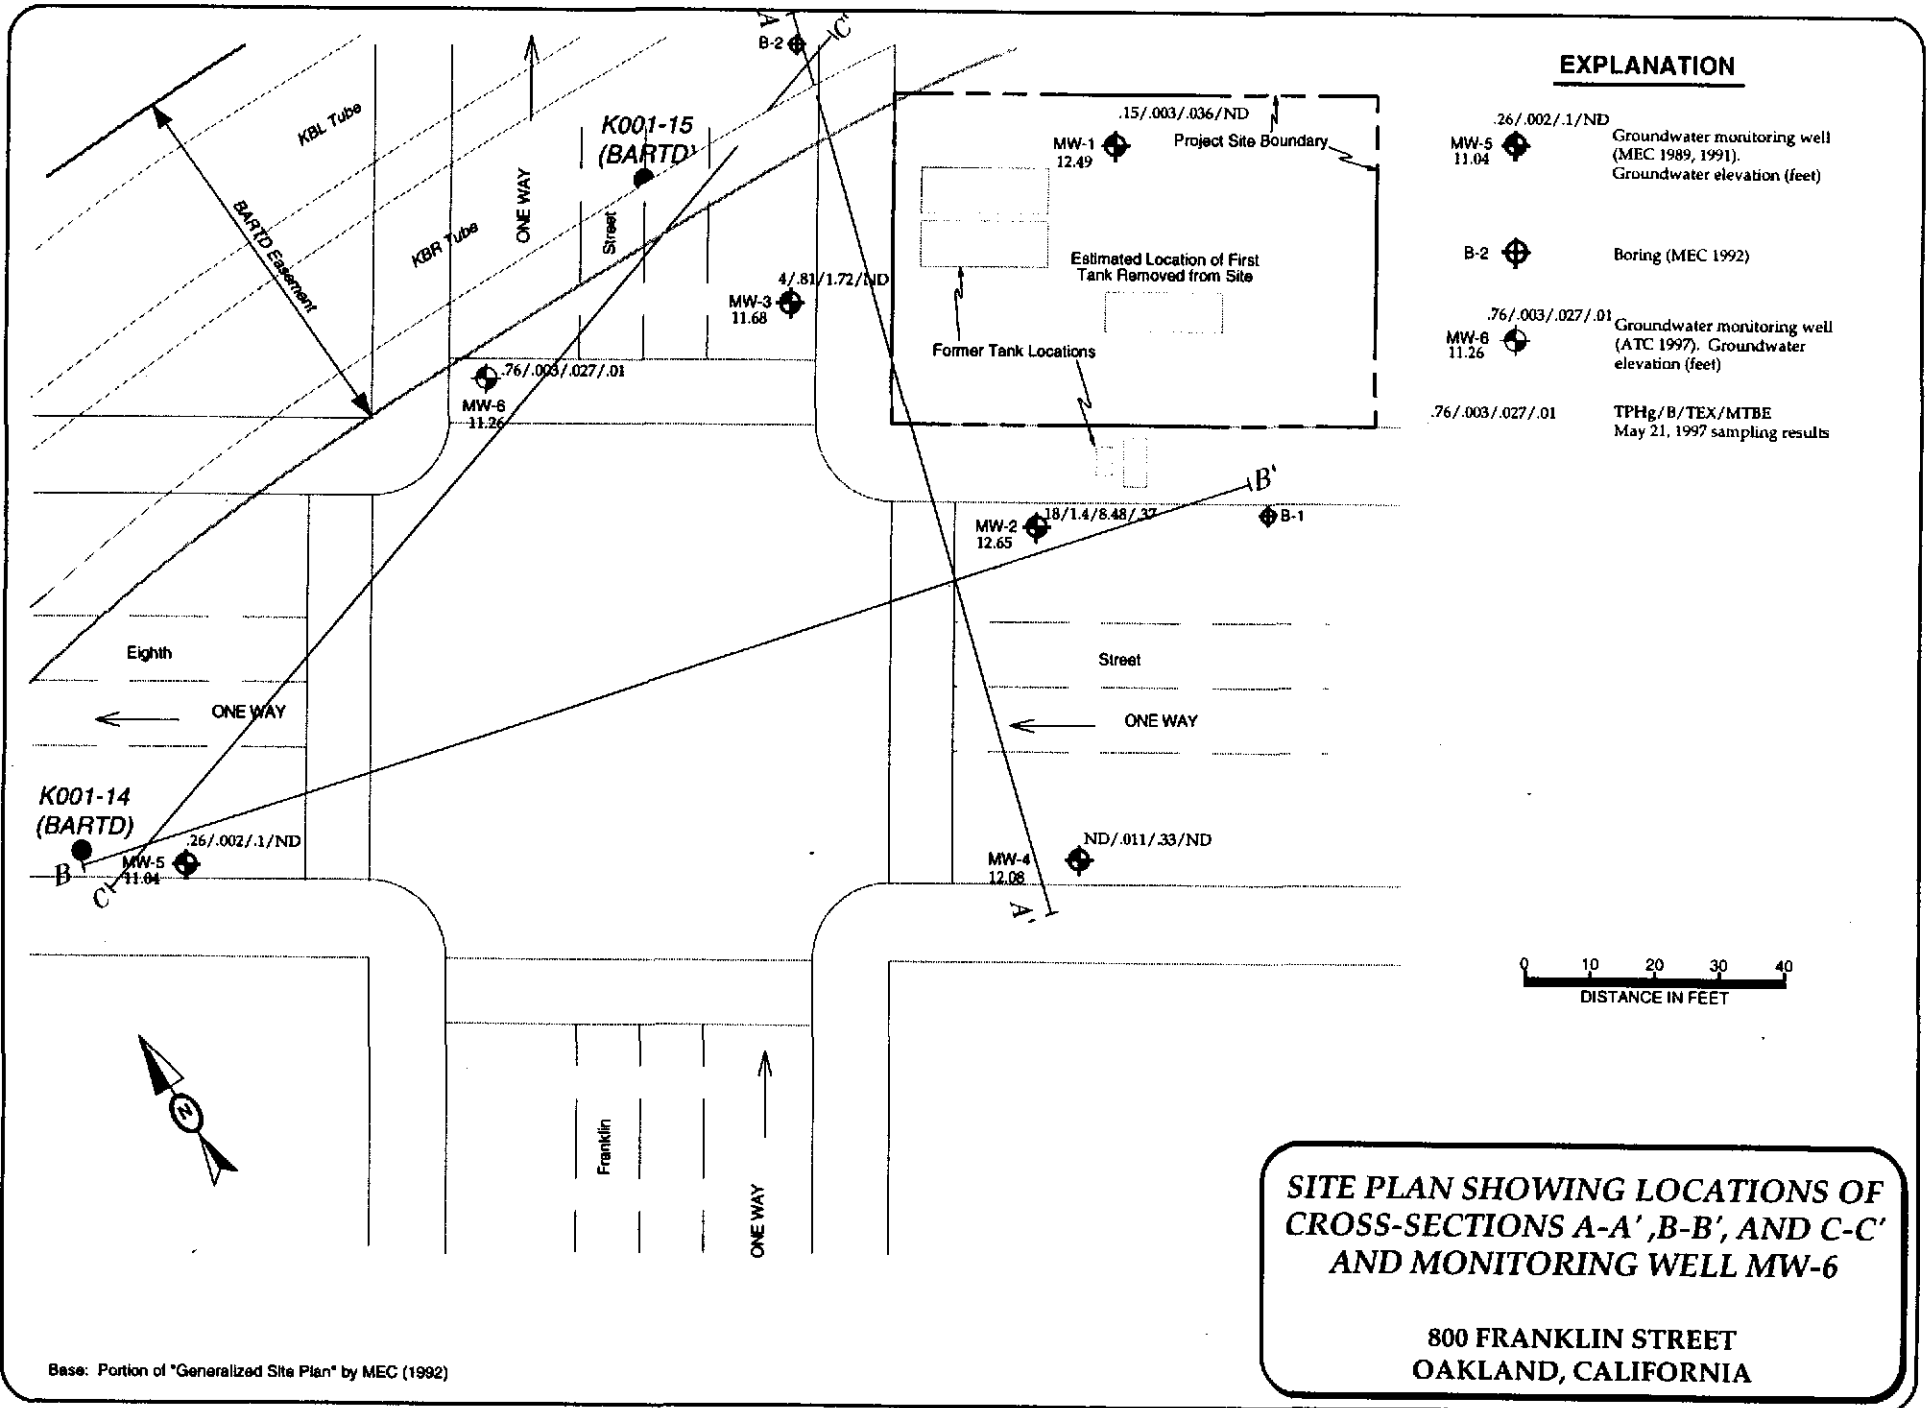 A
C'
B-2
KBL Tube
K001-15
(BARTD)
ONE WAY
Street
BARTD Easement
KBR Tube
.15/.003/.036/ND
MW-1
12.49
Project Site Boundary
Estimated Location of First
Tank Removed from Site
4/.81/1.72/ND
MW-3
11.68
Former Tank Locations
.76/.003/.027/.01
MW-6
11.26
B'
18/1.4/8.48/.37
MW-2
12.65
B-1
Eighth
ONE WAY
Street
ONE WAY
K001-14
(BARTD)
.26/.002/.1/ND
MW-5
11.04
B
C
ND/.011/.33/ND
MW-4
12.08
A'
N
Franklin
ONE WAY
EXPLANATION
.26/.002/.1/ND
MW-5
11.04
Groundwater monitoring well
(MEC 1989, 1991).
Groundwater elevation (feet)
B-2
Boring (MEC 1992)
.76/.003/.027/.01
MW-6
11.26
Groundwater monitoring well
(ATC 1997). Groundwater
elevation (feet)
.76/.003/.027/.01
TPHg/B/TEX/MTBE
May 21, 1997 sampling results
0 10 20 30 40
DISTANCE IN FEET
SITE PLAN SHOWING LOCATIONS OF
CROSS-SECTIONS A-A' ,B-B', AND C-C'
AND MONITORING WELL MW-6
800 FRANKLIN STREET
OAKLAND, CALIFORNIA
Base: Portion of "Generalized Site Plan" by MEC (1992)